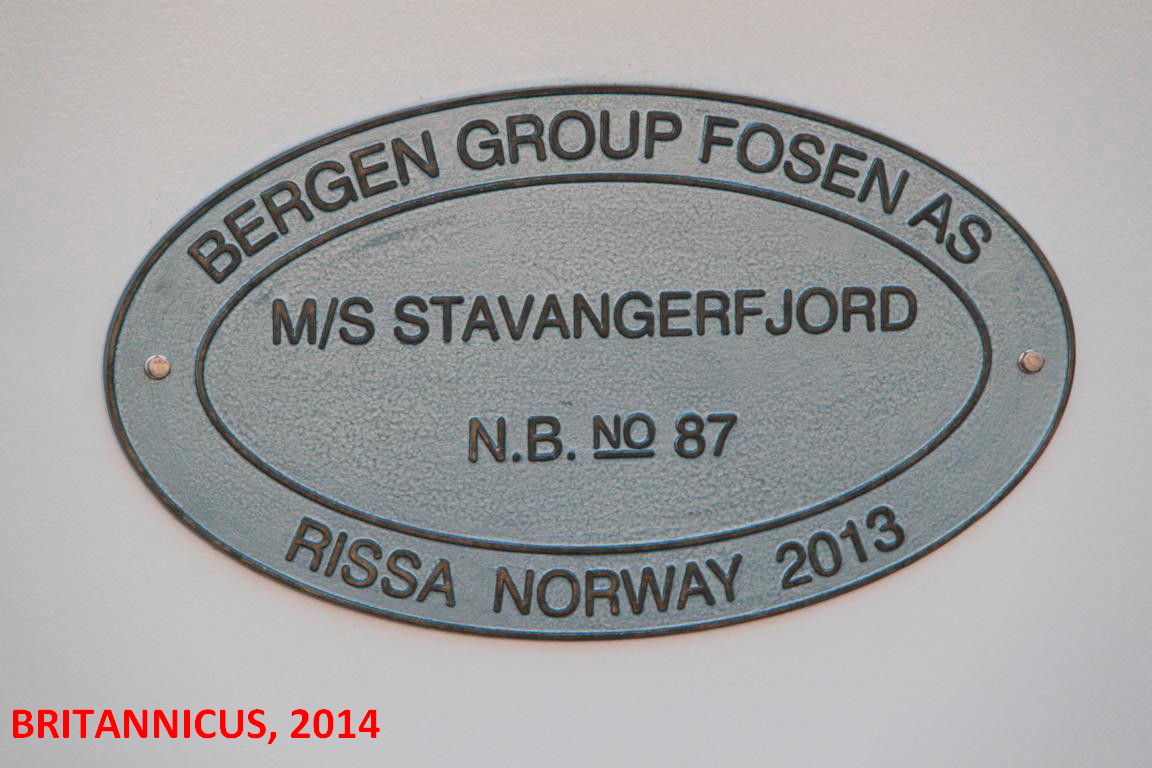 BERGEN GROUP FOSEN AS
M/S STAVANGERFJORD
N.B. NO 87
RISSA NORWAY 2013
BRITANNICUS, 2014